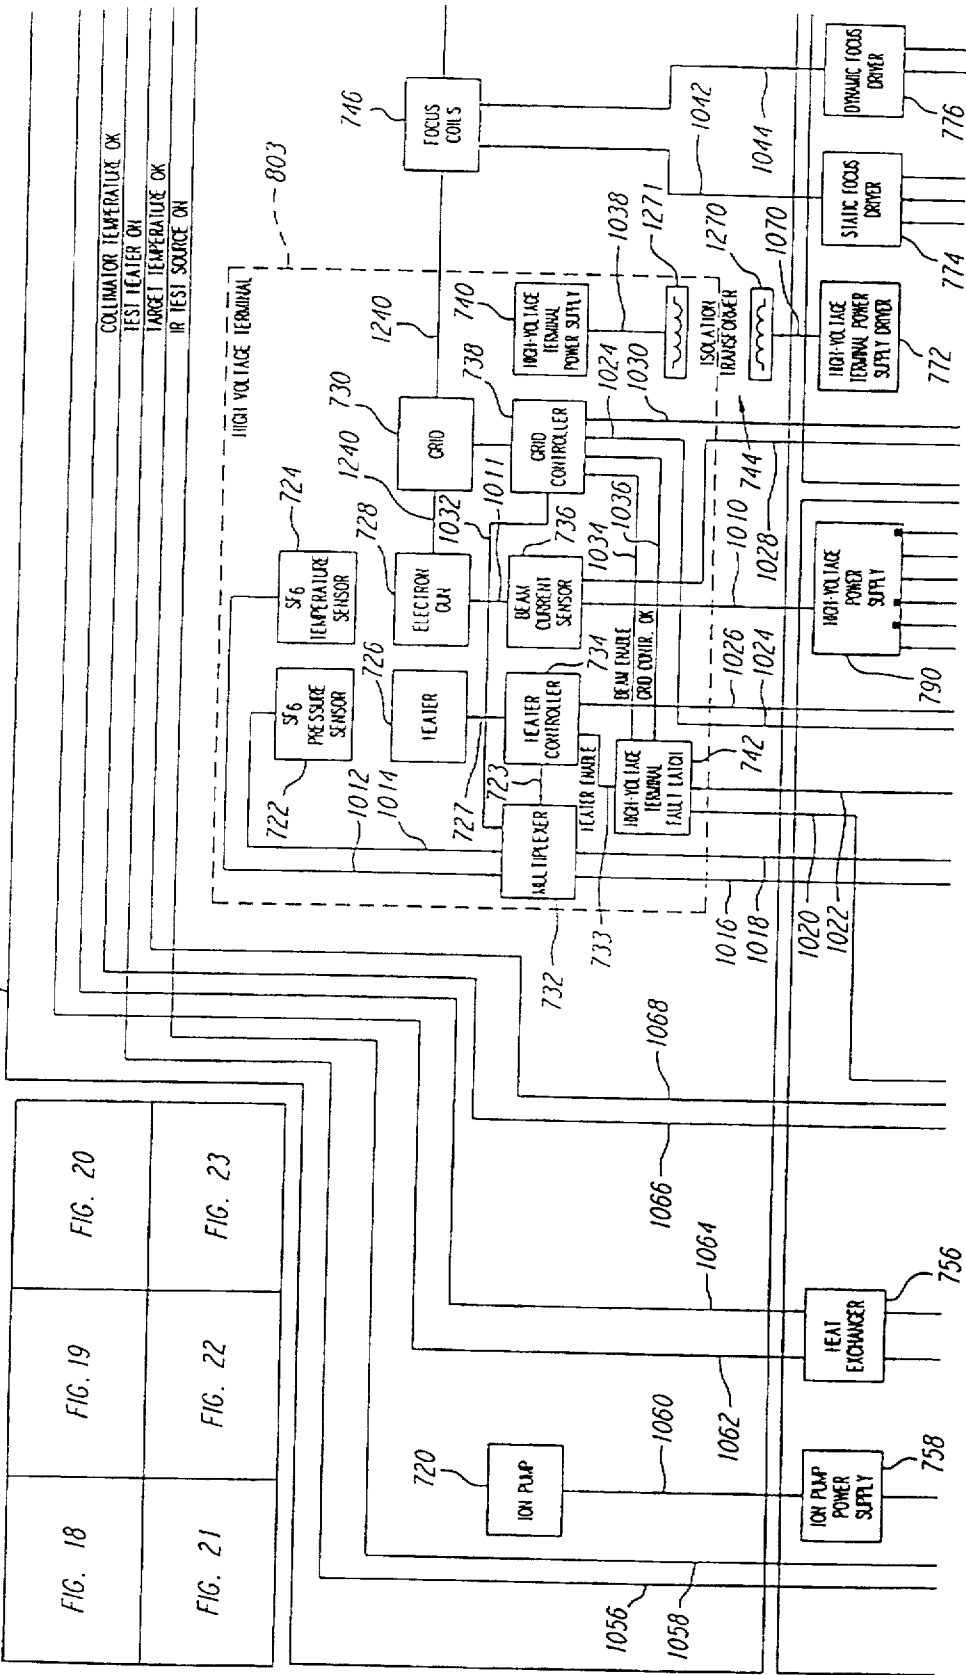 FIG. 18
FIG. 19
FIG. 20
FIG. 21
FIG. 22
FIG. 23
COLLIMATOR TEMPERATURE OK
TEST HEATER ON
TARGET TEMPERATURE OK
IR TEST SOURCE ON
HIGH VOLTAGE TERMINAL
803
722
SF6
PRESSURE
SENSOR
724
SF6
TEMPERATURE
SENSOR
1012
1014
726
HEATER
728
ELECTRON
GUN
1240
730
GRID
1240
746
FOCUS
COILS
727
723
1032
1011
720
ION PUMP
732
MULTIPLEXER
HEATER
CONTROLLER
734
BEAM
CURRENT
SENSOR
736
GRID
CONTROLLER
738
HIGH-VOLTAGE
TERMINAL
POWER SUPPLY
740
HEATER ENABLE
733
BEAM ENABLE
GRID CONTR. OK
1034
1036
HIGH-VOLTAGE
TERMINAL
FAULT LATCH
742
1024
1030
1038
1271
ISOLATION
TRANSFORMER
1270
744
1042
1044
1056
1058
1060
1062
1064
1066
1068
1016
1018
1020
1022
1026
1024
1010
1028
1070
ION PUMP
POWER
SUPPLY
758
HEAT
EXCHANGER
756
HIGH-VOLTAGE
POWER
SUPPLY
790
HIGH-VOLTAGE
TERMINAL POWER
SUPPLY DRIVER
772
STATIC FOCUS
DRIVER
774
DYNAMIC FOCUS
DRIVER
776